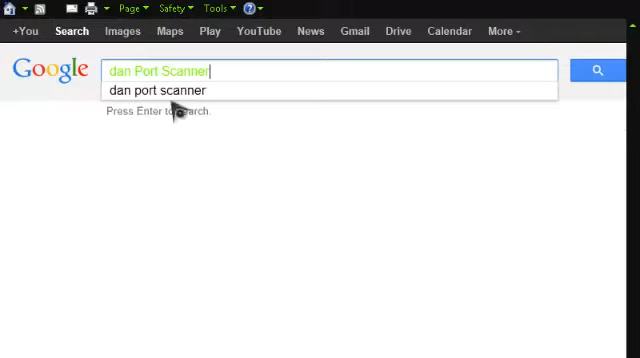 Page Safety Tools
+You Search Images Maps Play YouTube News Gmail Drive Calendar More
Google dan Port Scanner
dan port scanner
Press Enter to search.